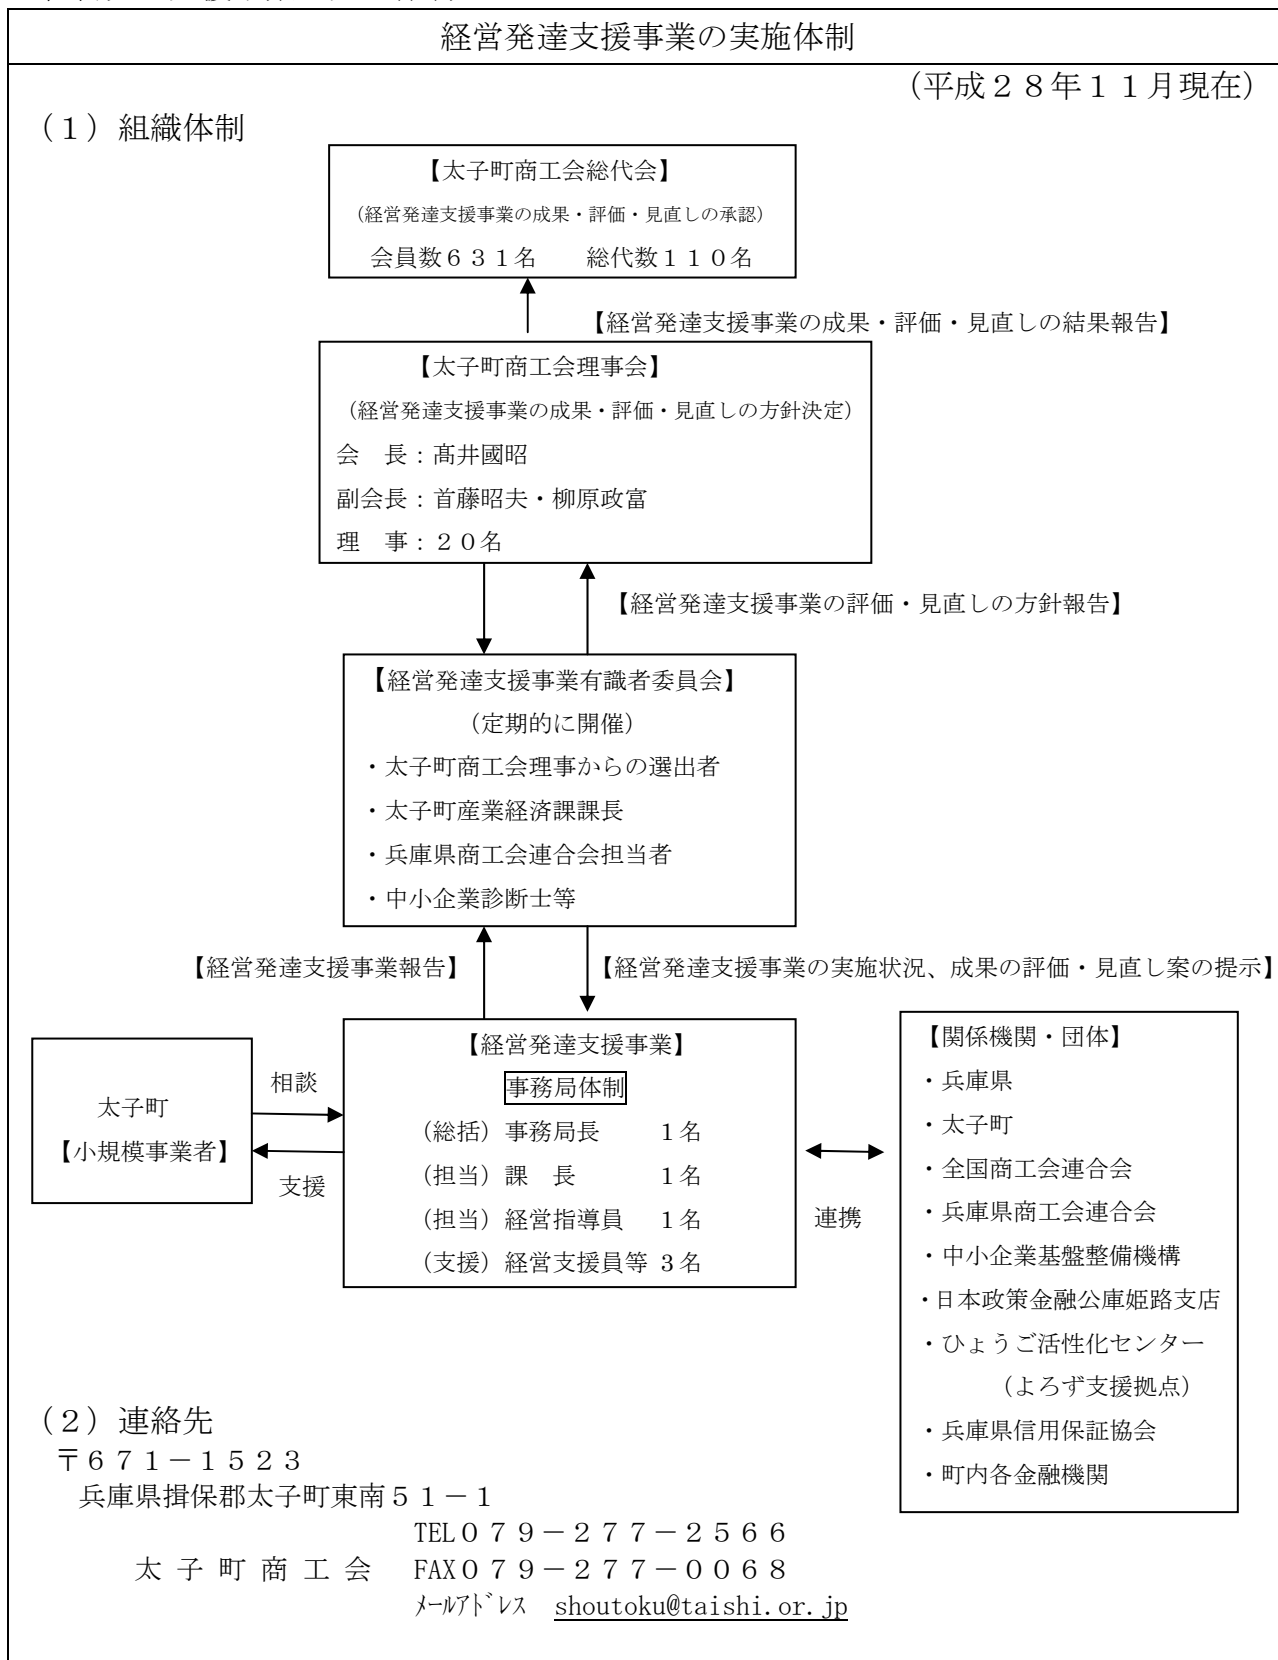 経営発達支援事業の実施体制
（平成２８年１１月現在）
（１）組織体制
【太子町商工会総代会】
（経営発達支援事業の成果・評価・見直しの承認）
会員数６３１名　　総代数１１０名
【経営発達支援事業の成果・評価・見直しの結果報告】
【太子町商工会理事会】
（経営発達支援事業の成果・評価・見直しの方針決定）
会　長：髙井國昭
副会長：首藤昭夫・柳原政富
理　事：２０名
【経営発達支援事業の評価・見直しの方針報告】
【経営発達支援事業有識者委員会】
（定期的に開催）
・太子町商工会理事からの選出者
・太子町産業経済課課長
・兵庫県商工会連合会担当者
・中小企業診断士等
【経営発達支援事業報告】
【経営発達支援事業の実施状況、成果の評価・見直し案の提示】
太子町
【小規模事業者】
相談
支援
【経営発達支援事業】
事務局体制
（総括）事務局長　　１名
（担当）課　長　　　１名
（担当）経営指導員　１名
（支援）経営支援員等 ３名
連携
【関係機関・団体】
・兵庫県
・太子町
・全国商工会連合会
・兵庫県商工会連合会
・中小企業基盤整備機構
・日本政策金融公庫姫路支店
・ひょうご活性化センター
（よろず支援拠点）
・兵庫県信用保証協会
・町内各金融機関
（２）連絡先
〒６７１－１５２３
兵庫県揖保郡太子町東南５１－１
TEL０７９－２７７－２５６６
太 子 町 商 工 会　FAX０７９－２７７－００６８
ﾒｰﾙｱﾄﾞﾚｽ　shoutoku@taishi.or.jp